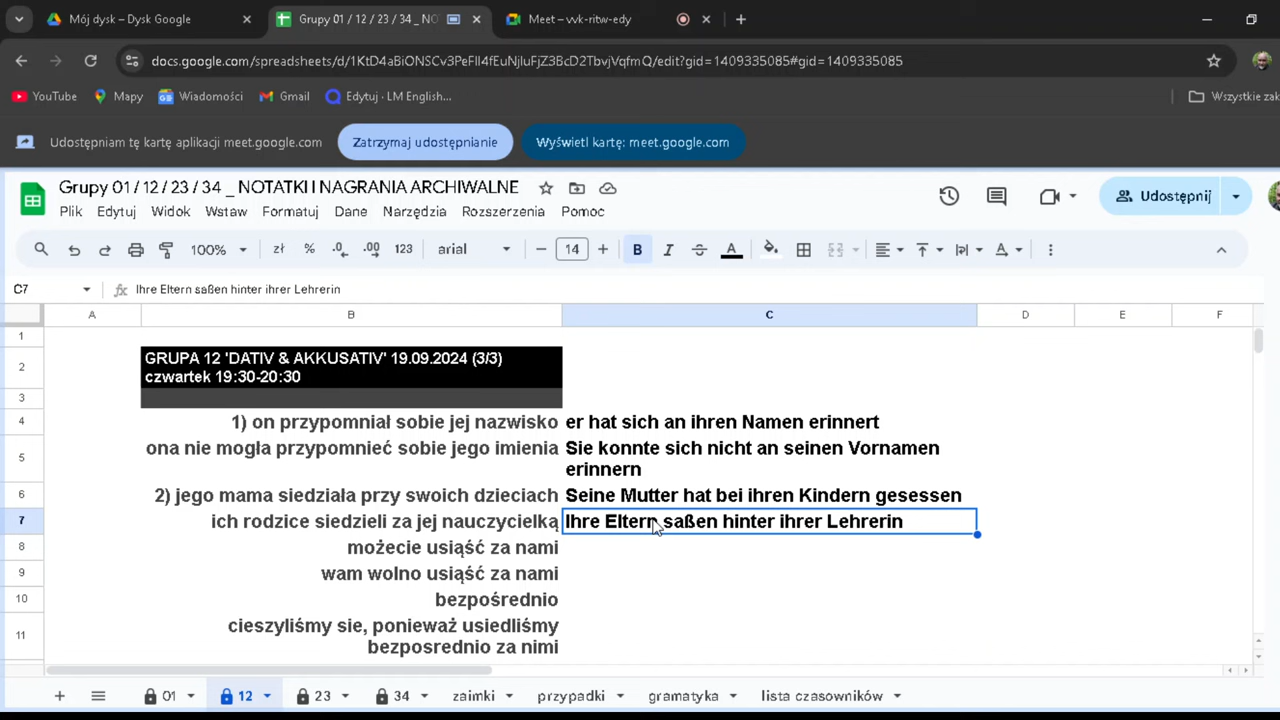 Mój dysk – Dysk Google
Grupy 01 / 12 / 23 / 34 _ NO
Meet – vvk-ritw-edy
docs.google.com/spreadsheets/d/1KtD4aBiONSCv3PeFIl4fEuNjluFjZ3BcD2TbvjVqfmQ/edit?gid=1409335085#gid=1409335085
YouTube
Mapy
Wiadomości
Gmail
Edytuj · LM English...
Wszystkie zak
Udostępniam tę kartę aplikacji meet.google.com
Zatrzymaj udostępnianie
Wyświetl kartę: meet.google.com
Grupy 01 / 12 / 23 / 34 _ NOTATKI I NAGRANIA ARCHIWALNE
Plik Edytuj Widok Wstaw Formatuj Dane Narzędzia Rozszerzenia Pomoc
Udostępnij
100% zł % .0 .00 123 arial 14 B I A
C7 fx Ihre Eltern saßen hinter ihrer Lehrerin
A B C D E F
1
2 GRUPA 12 'DATIV & AKKUSATIV' 19.09.2024 (3/3)
czwartek 19:30-20:30
3
4 1) on przypomniał sobie jej nazwisko er hat sich an ihren Namen erinnert
5 ona nie mogla przypomnieć sobie jego imienia Sie konnte sich nicht an seinen Vornamen
erinnern
6 2) jego mama siedziała przy swoich dzieciach Seine Mutter hat bei ihren Kindern gesessen
7 ich rodzice siedzieli za jej nauczycielką Ihre Eltern saßen hinter ihrer Lehrerin
8 możecie usiąść za nami
9 wam wolno usiąść za nami
10 bezpośrednio
11 cieszyliśmy sie, ponieważ usiedliśmy
bezposrednio za nimi
01 12 23 34 zaimki przypadki gramatyka lista czasowników